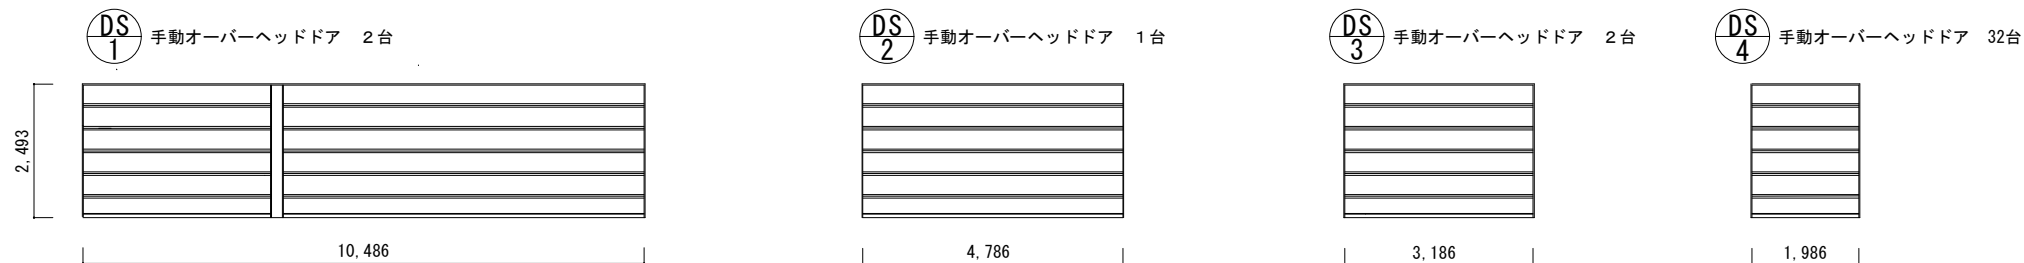 DS
1
手動オーバーヘッドドア　2台
DS
2
手動オーバーヘッドドア　1台
DS
3
手動オーバーヘッドドア　2台
DS
4
手動オーバーヘッドドア　32台
2,493
10,486
4,786
3,186
1,986